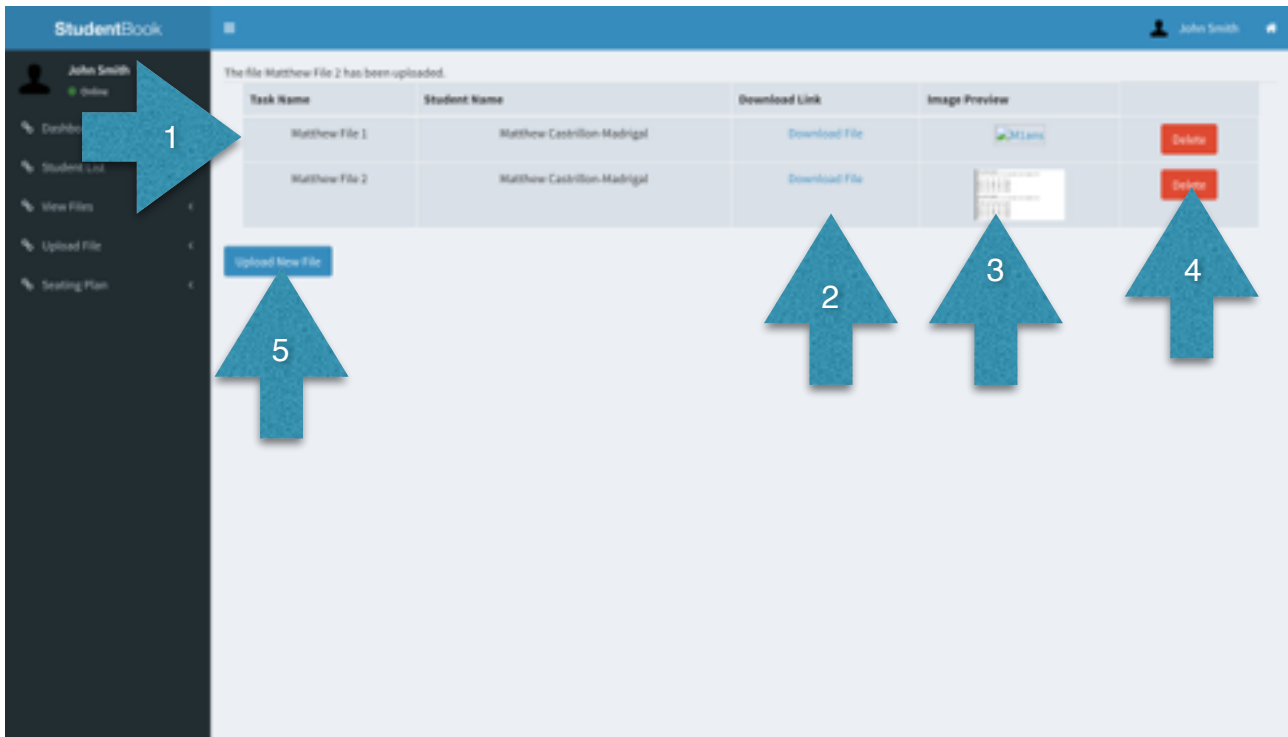 StudentBook
John Smith
John Smith
Online
The file Matthew File 2 has been uploaded.
Task Name Student Name Download Link Image Preview
Matthew File 1 Matthew Castrillon-Madrigal Download File M1ans Delete
Matthew File 2 Matthew Castrillon-Madrigal Download File Delete
Student List
View Files
Upload File
Seating Plan
Upload New File
1
2
3
4
5